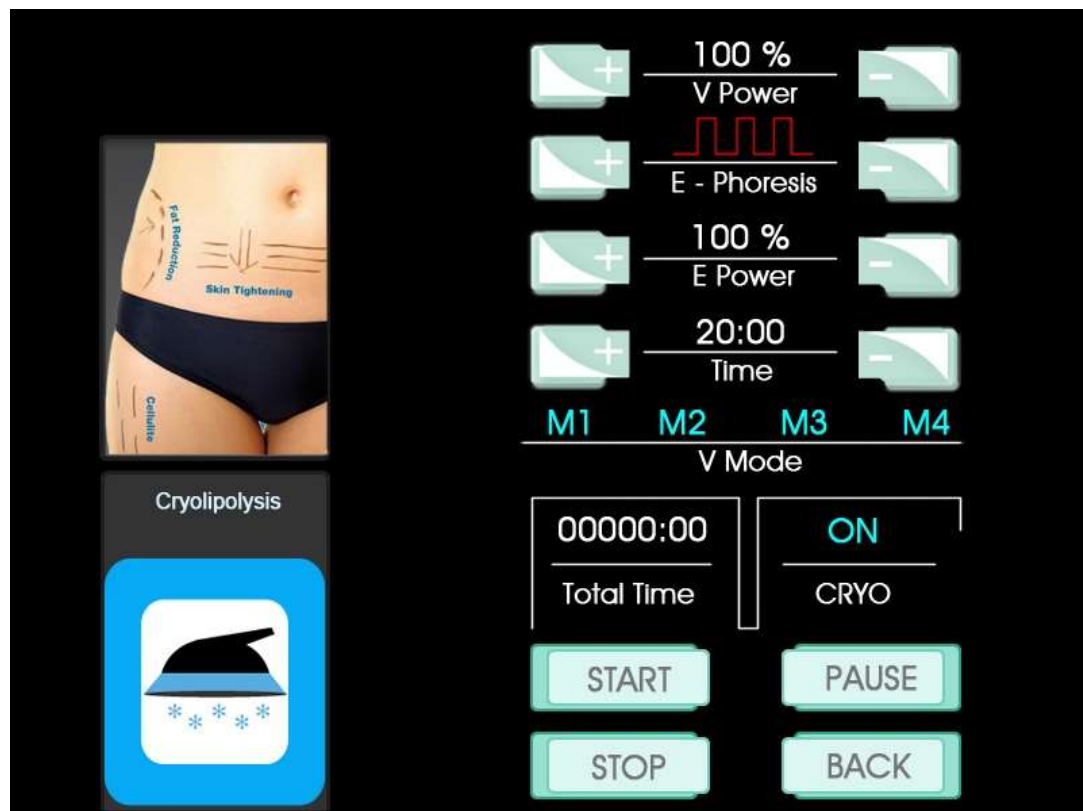 Fat Reduction
Skin Tightening
Cellulite
Cryolipolysis
+ 100 % -
V Power
+ -
E - Phoresis
+ 100 % -
E Power
+ 20:00 -
Time
M1 M2 M3 M4
V Mode
00000:00 ON
Total Time CRYO
START PAUSE
STOP BACK